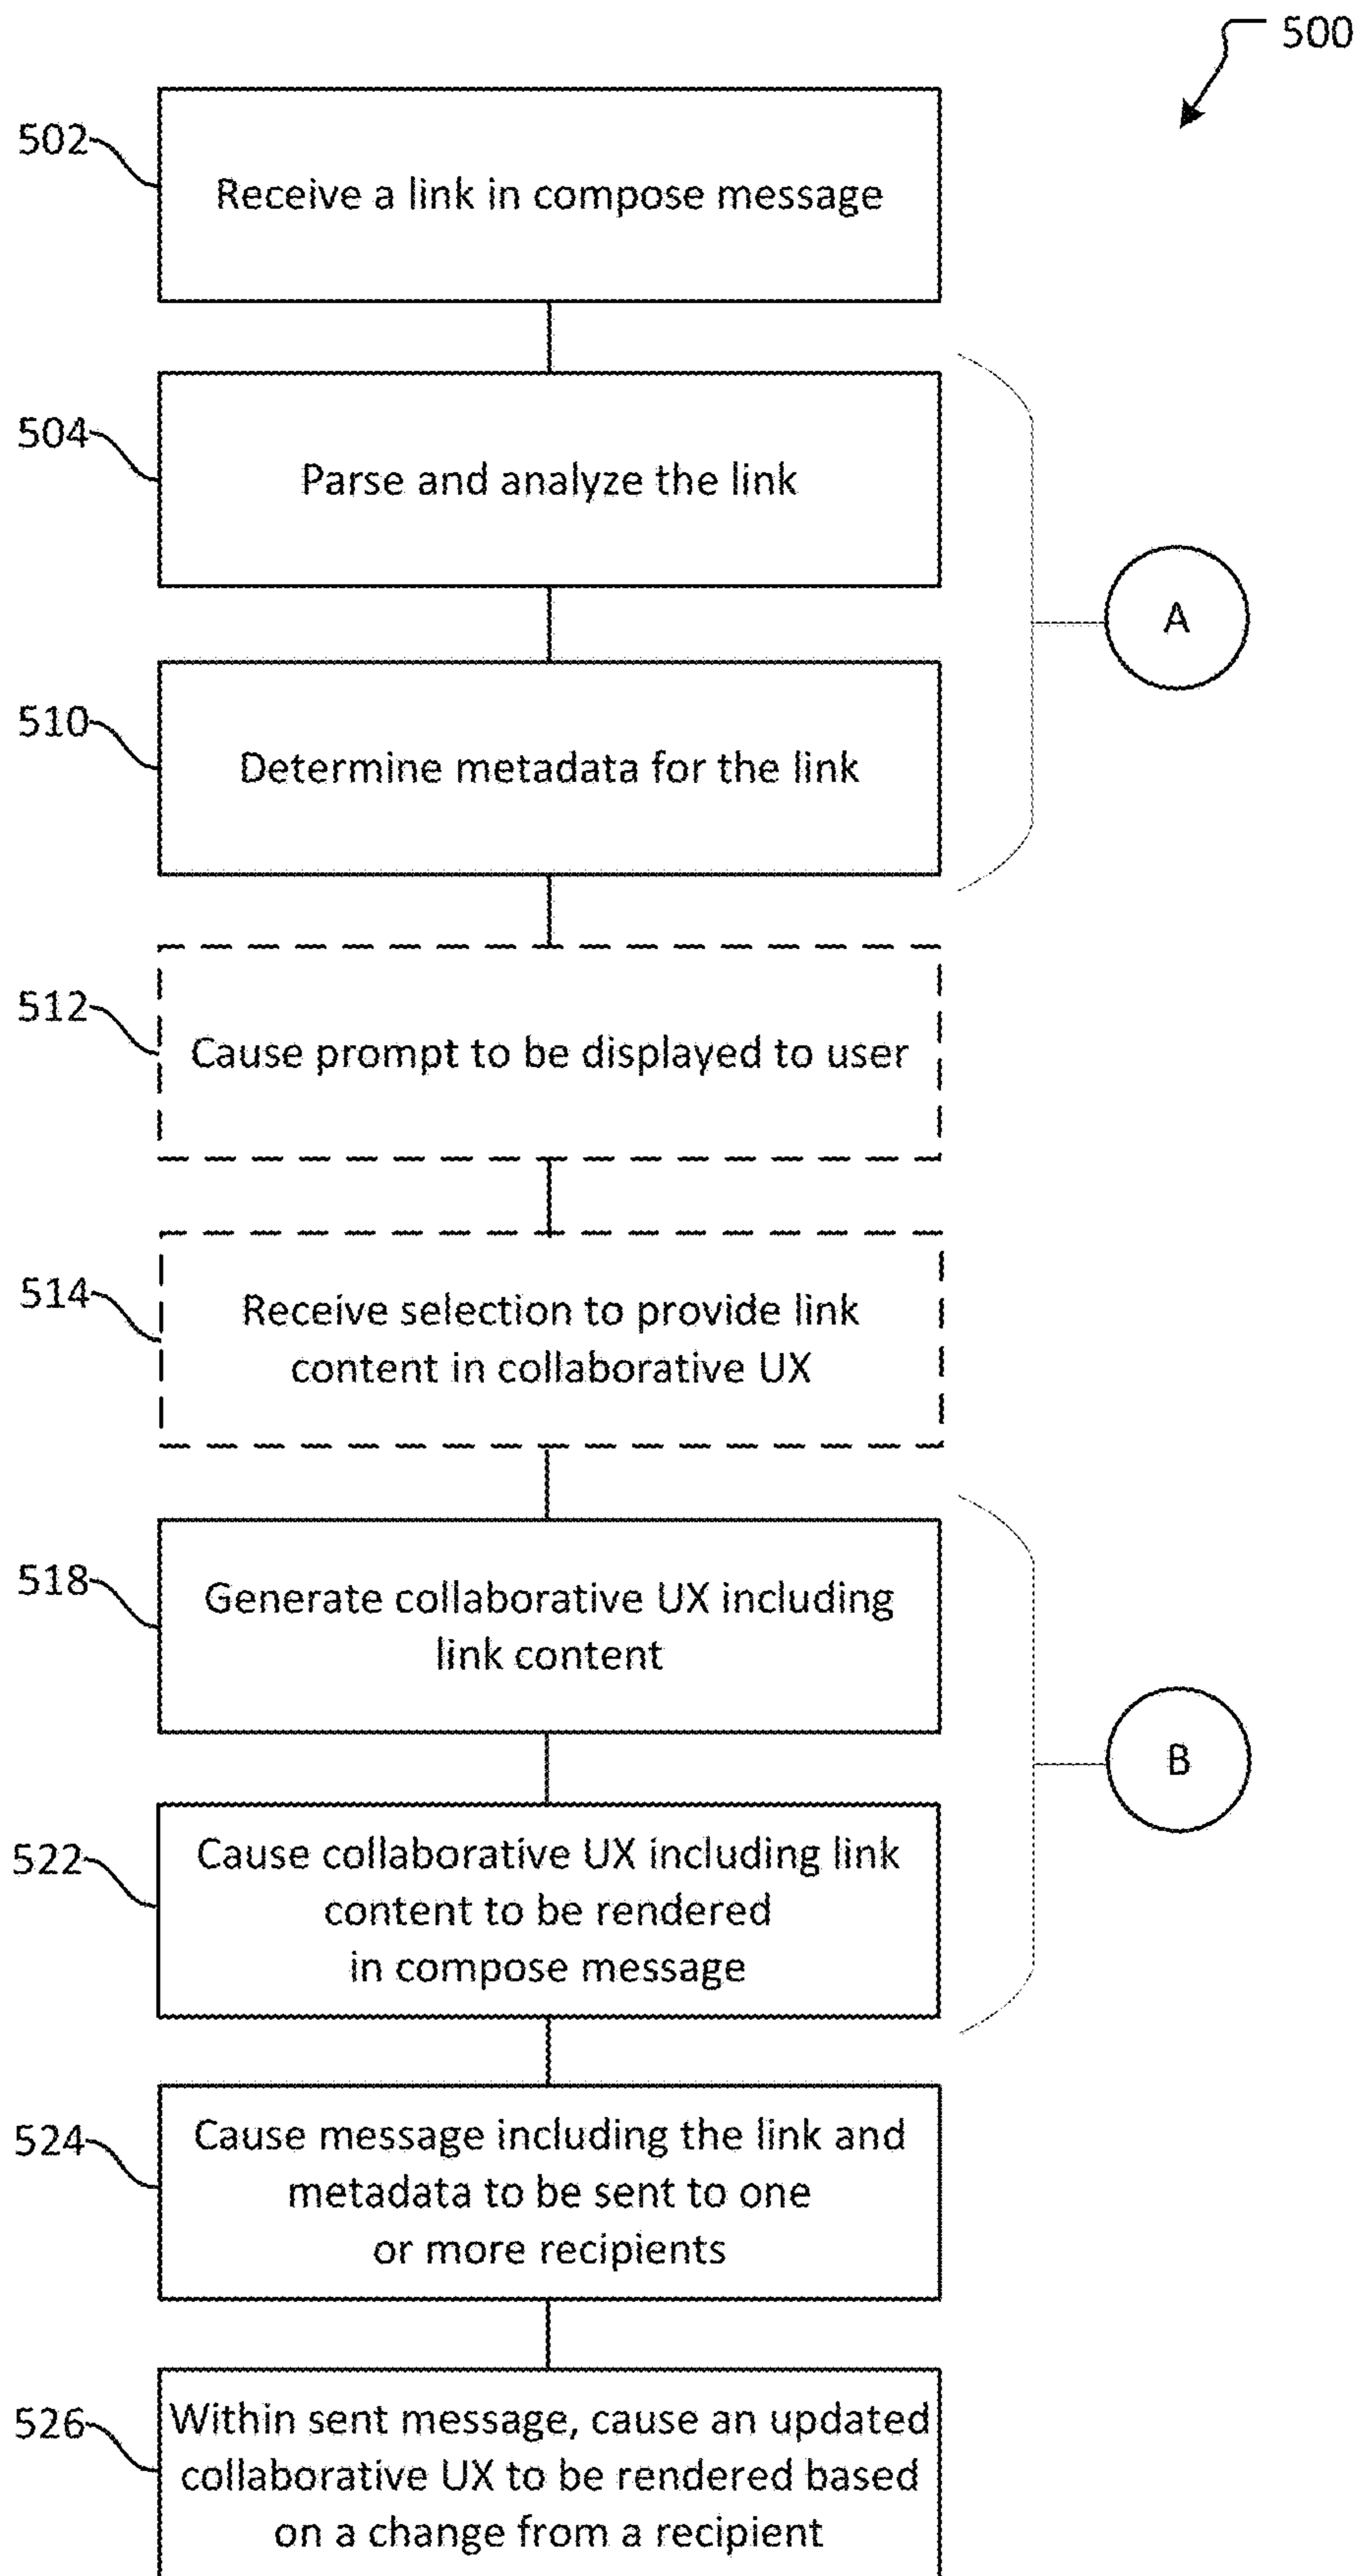 500
502
Receive a link in compose message
504
Parse and analyze the link
A
510
Determine metadata for the link
512
Cause prompt to be displayed to user
514
Receive selection to provide link
content in collaborative UX
518
Generate collaborative UX including
link content
B
522
Cause collaborative UX including link
content to be rendered
in compose message
524
Cause message including the link and
metadata to be sent to one
or more recipients
526
Within sent message, cause an updated
collaborative UX to be rendered based
on a change from a recipient